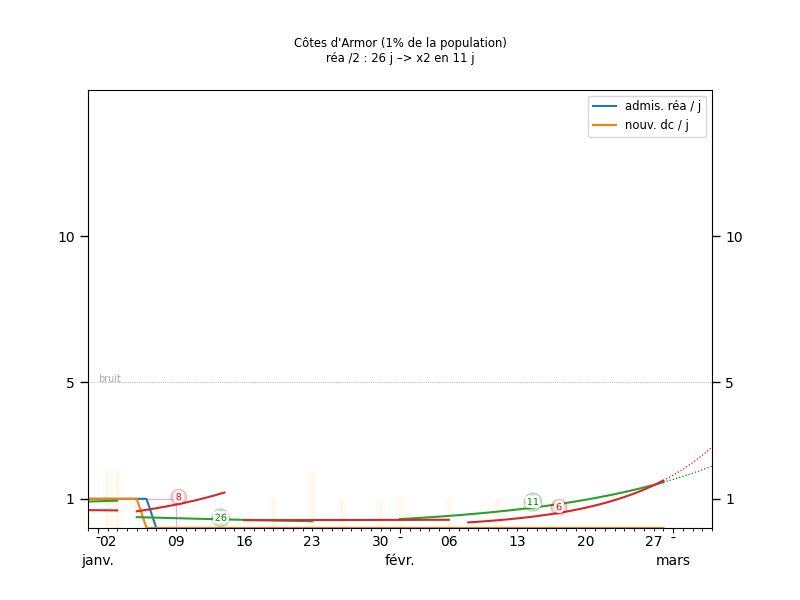 Côtes d'Armor (1% de la population)
réa /2 : 26 j –> x2 en 11 j
admis. réa / j
nouv. dc / j
10
10
bruit
5
5
8
11
6
26
1
1
02
09
16
23
30
06
13
20
27
janv.
févr.
mars